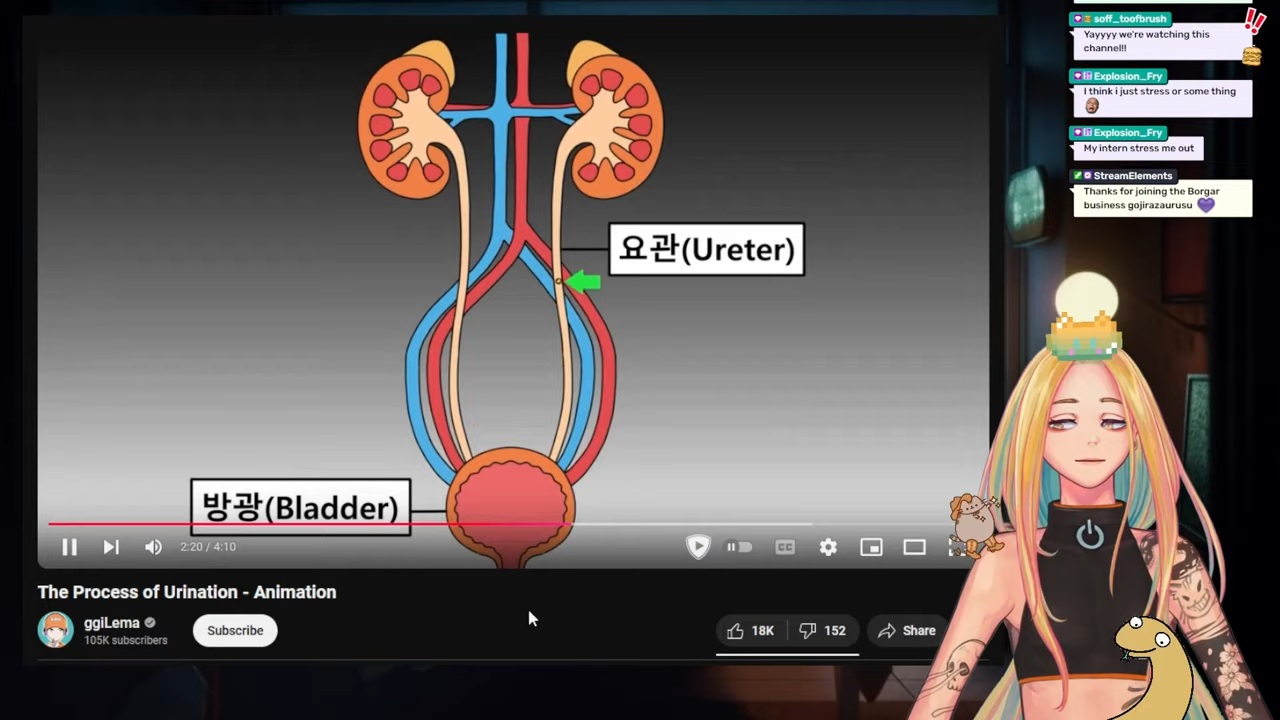 요관(Ureter)
방광(Bladder)
2:20 / 4:10
CC
The Process of Urination - Animation
ggiLema
105K subscribers
Subscribe
18K
152
Share
soff_toofbrush
Yayyyy we're watching this
channel!!
Explosion_Fry
I think i just stress or some thing
Explosion_Fry
My intern stress me out
StreamElements
Thanks for joining the Borgar
business gojirazaurusu